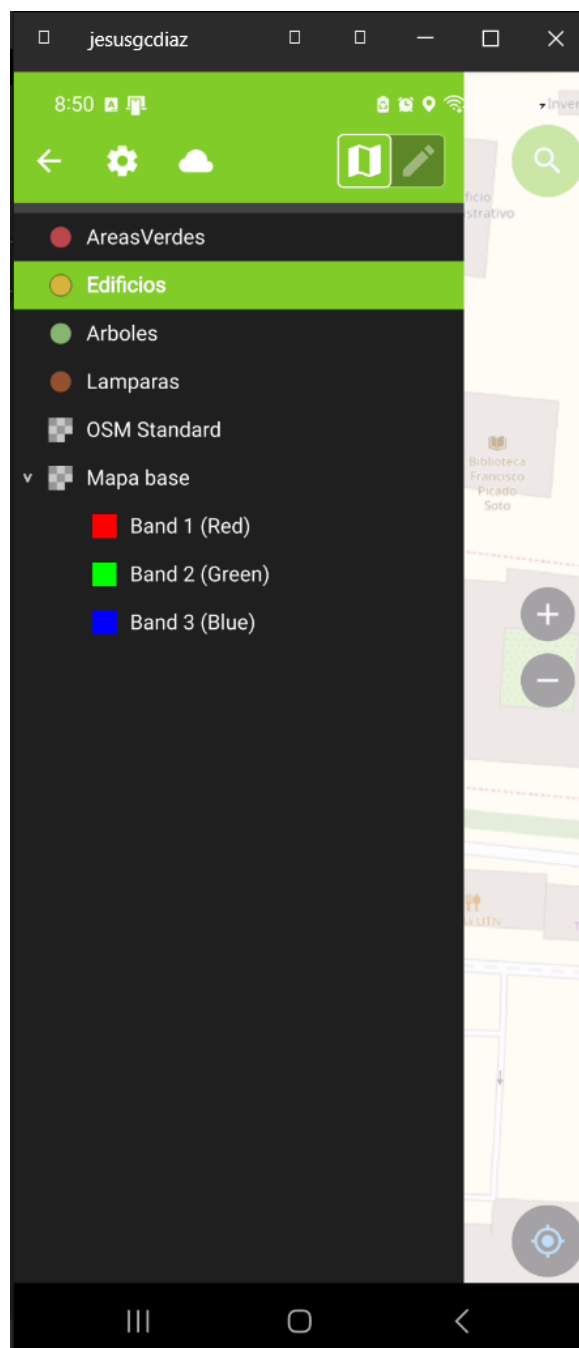 jesusgcdiaz
8:50
Inver
ficio
strativo
AreasVerdes
Edificios
Arboles
Lamparas
OSM Standard
Mapa base
Band 1 (Red)
Band 2 (Green)
Band 3 (Blue)
Biblioteca
Francisco
Picado
Soto
a UTN